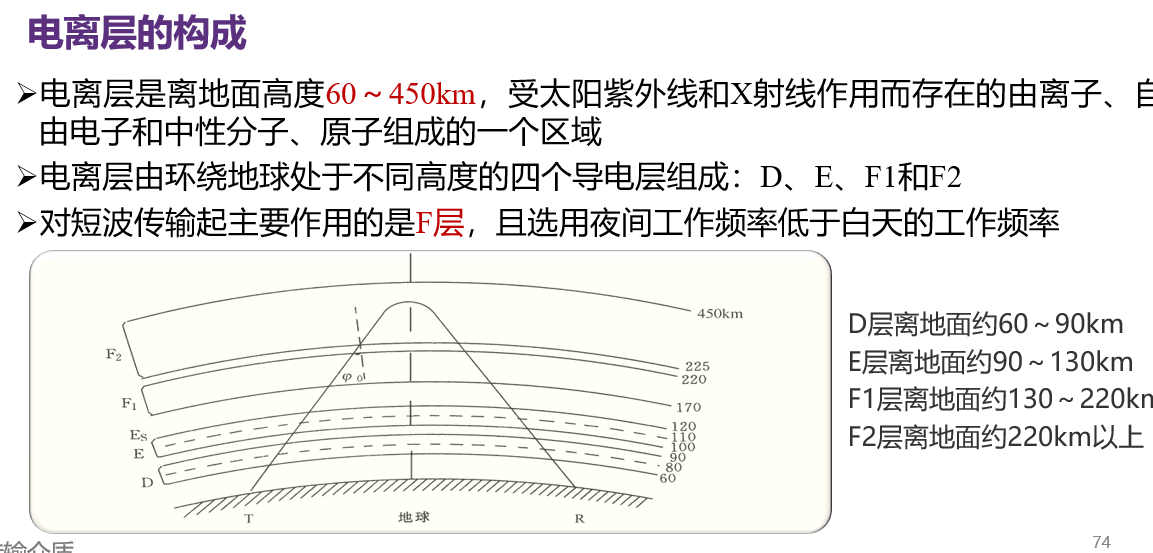 电离层的构成
➢电离层是离地面高度60～450km，受太阳紫外线和X射线作用而存在的由离子、自
由电子和中性分子、原子组成的一个区域
➢电离层由环绕地球处于不同高度的四个导电层组成：D、E、F1和F2
➢对短波传输起主要作用的是F层，且选用夜间工作频率低于白天的工作频率
450km
F2
225
220
φ0
F1
170
ES
120
110
100
E
90
80
D
60
T
地球
R
D层离地面约60～90km
E层离地面约90～130km
F1层离地面约130～220km
F2层离地面约220km以上
74